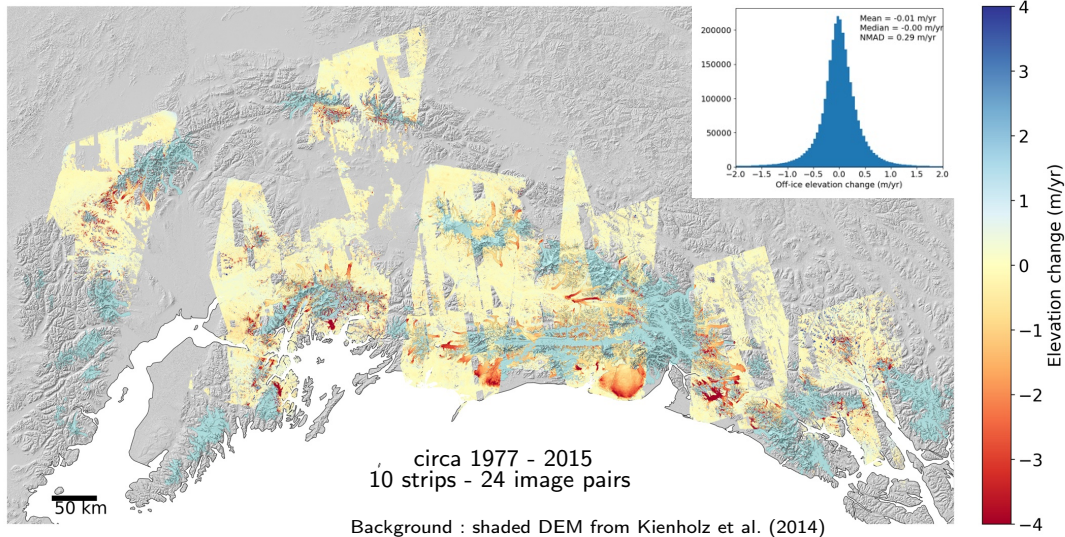 Mean = -0.01 m/yr
Median = -0.00 m/yr
NMAD = 0.29 m/yr
200000
150000
100000
50000
0
−2.0 −1.5 −1.0 −0.5 0.0 0.5 1.0 1.5 2.0
Off-ice elevation change (m/yr)
4
3
2
1
0
−1
−2
−3
−4
Elevation change (m/yr)
circa 1977 - 2015
10 strips - 24 image pairs
50 km
Background : shaded DEM from Kienholz et al. (2014)